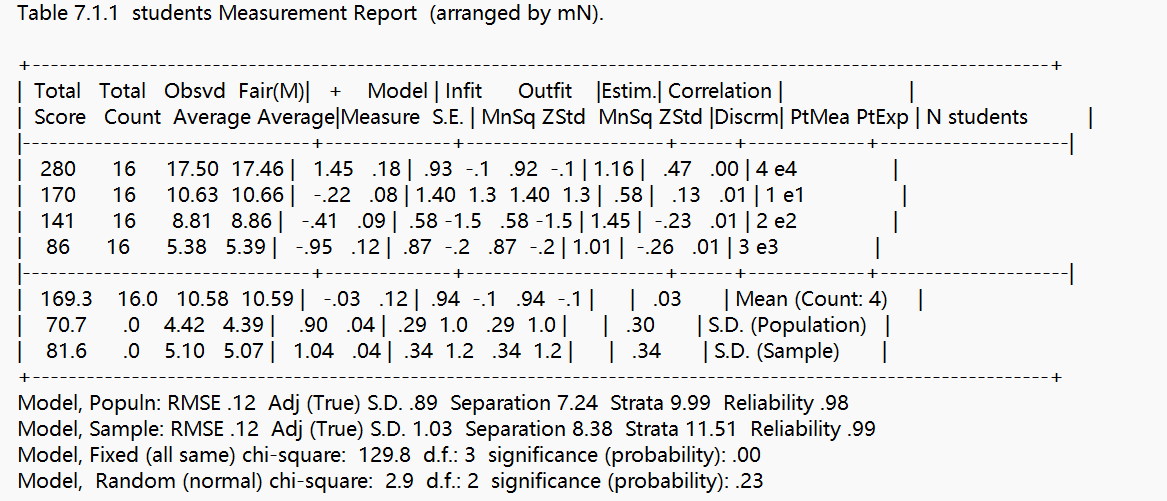 Table 7.1.1  students Measurement Report  (arranged by mN).
+------------------------------------------------------------------------------------------------------+
| Total   Total   Obsvd  Fair(M)|   +    Model | Infit      Outfit   |Estim.| Correlation |                    |
| Score   Count  Average Average|Measure  S.E. | MnSq ZStd  MnSq ZStd |Discrm| PtMea PtExp | N students          |
|-------------------------------+--------------+---------------------+------+-------------+---------------------|
|  280     16     17.50  17.46 |   1.45   .18|  .93  -.1   .92  -.1 | 1.16|   .47   .00 | 4 e4              |
|  170     16     10.63  10.66 |   -.22   .08| 1.40  1.3  1.40  1.3 |  .58|   .13   .01 | 1 e1               |
|  141     16      8.81   8.86 |   -.41   .09|  .58 -1.5   .58 -1.5 | 1.45|  -.23   .01 | 2 e2              |
|   86     16      5.38   5.39 |   -.95   .12|  .87  -.2   .87  -.2 | 1.01|  -.26   .01 | 3 e3            |
|-------------------------------+--------------+---------------------+------+-------------+---------------------|
|  169.3   16.0   10.58  10.59 |   -.03   .12|  .94  -.1   .94  -.1 |     |   .03       | Mean (Count: 4)     |
|   70.7     .0    4.42   4.39 |    .90   .04|  .29  1.0   .29  1.0 |     |   .30       | S.D. (Population)   |
|   81.6     .0    5.10   5.07 |   1.04   .04|  .34  1.2   .34  1.2 |     |   .34       | S.D. (Sample)       |
+------------------------------------------------------------------------------------------------------+
Model, Populn: RMSE .12  Adj (True) S.D. .89  Separation 7.24  Strata 9.99  Reliability .98
Model, Sample: RMSE .12  Adj (True) S.D. 1.03  Separation 8.38  Strata 11.51  Reliability .99
Model, Fixed (all same) chi-square:  129.8  d.f.: 3  significance (probability): .00
Model,  Random (normal) chi-square:  2.9  d.f.: 2  significance (probability): .23